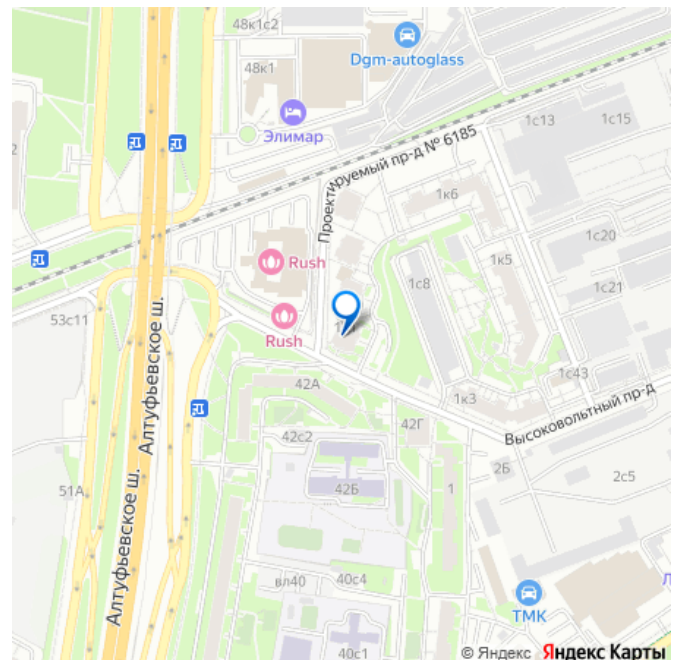 48к1с2
Dgm-autoglass
48к1
Элимар
1с13
1с15
Проектируемый пр-д № 6185
1к6
1с20
1к5
Rush
1с8
1с21
53с11
Rush
Алтуфьевское ш.
Алтуфьевское ш.
42А
1к3
1с43
Высоковольтный пр-д
42Г
42с2
2Б
2с5
51А
42Б
1
вл40
40с4
ТМК
40с1
© Яндекс Яндекс Карты